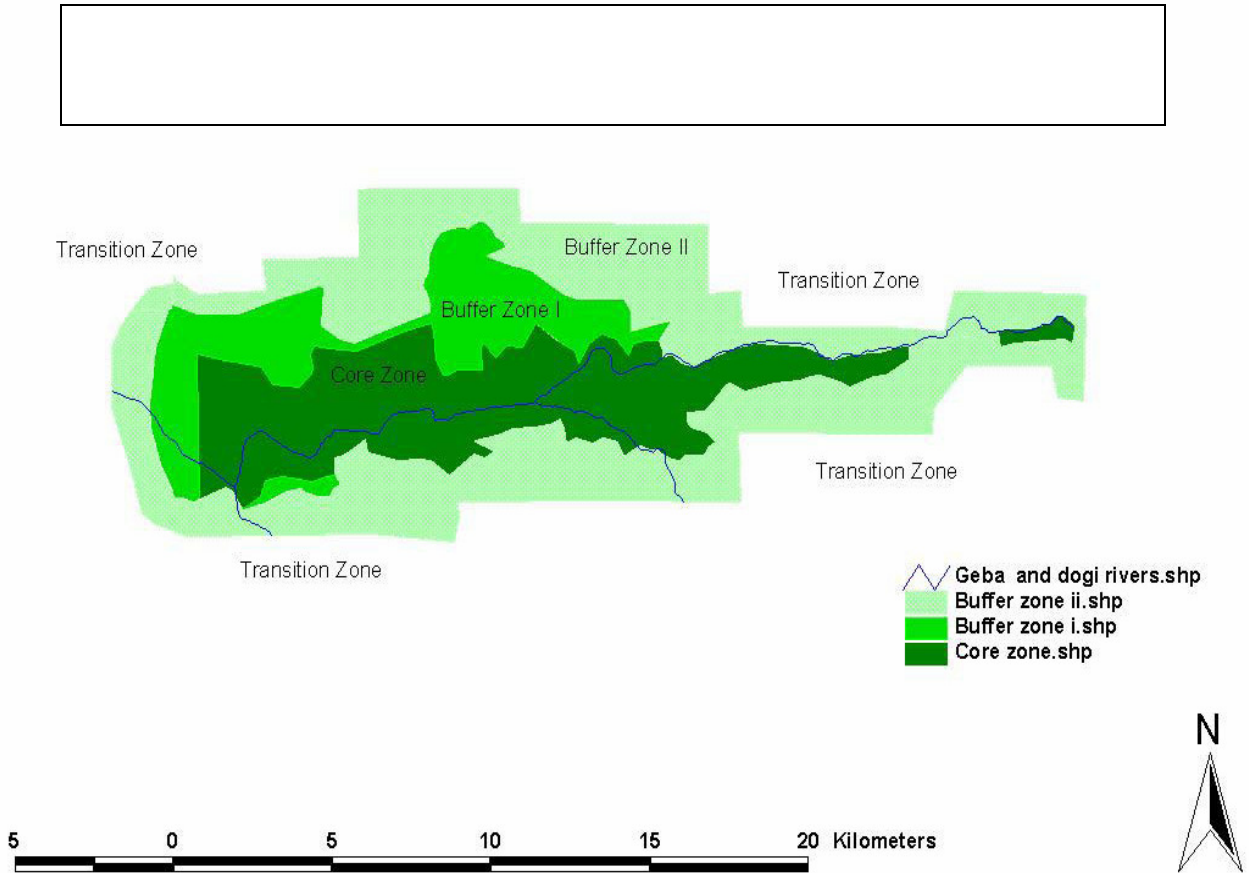 Transition Zone
Buffer Zone II
Transition Zone
Buffer Zone I
Core Zone
Transition Zone
Transition Zone
Geba and dogi rivers.shp
Buffer zone ii.shp
Buffer zone i.shp
Core zone.shp
N
5 0 5 10 15 20 Kilometers